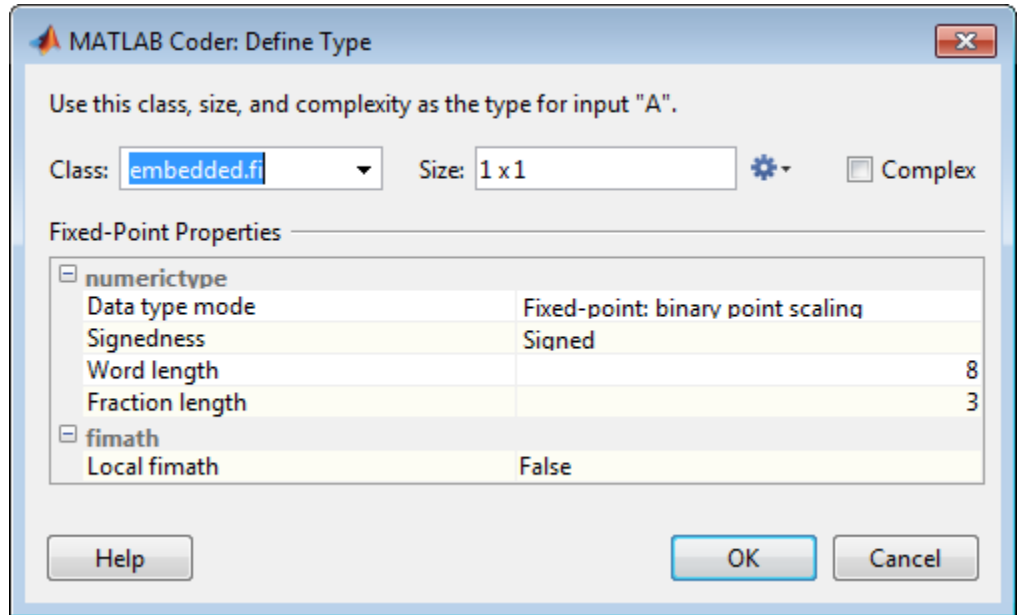 MATLAB Coder: Define Type
Use this class, size, and complexity as the type for input "A".
Class: embedded.fi Size: 1 x 1 Complex
Fixed-Point Properties
numerictype
Data type mode Fixed-point: binary point scaling
Signedness Signed
Word length 8
Fraction length 3
fimath
Local fimath False
Help OK Cancel